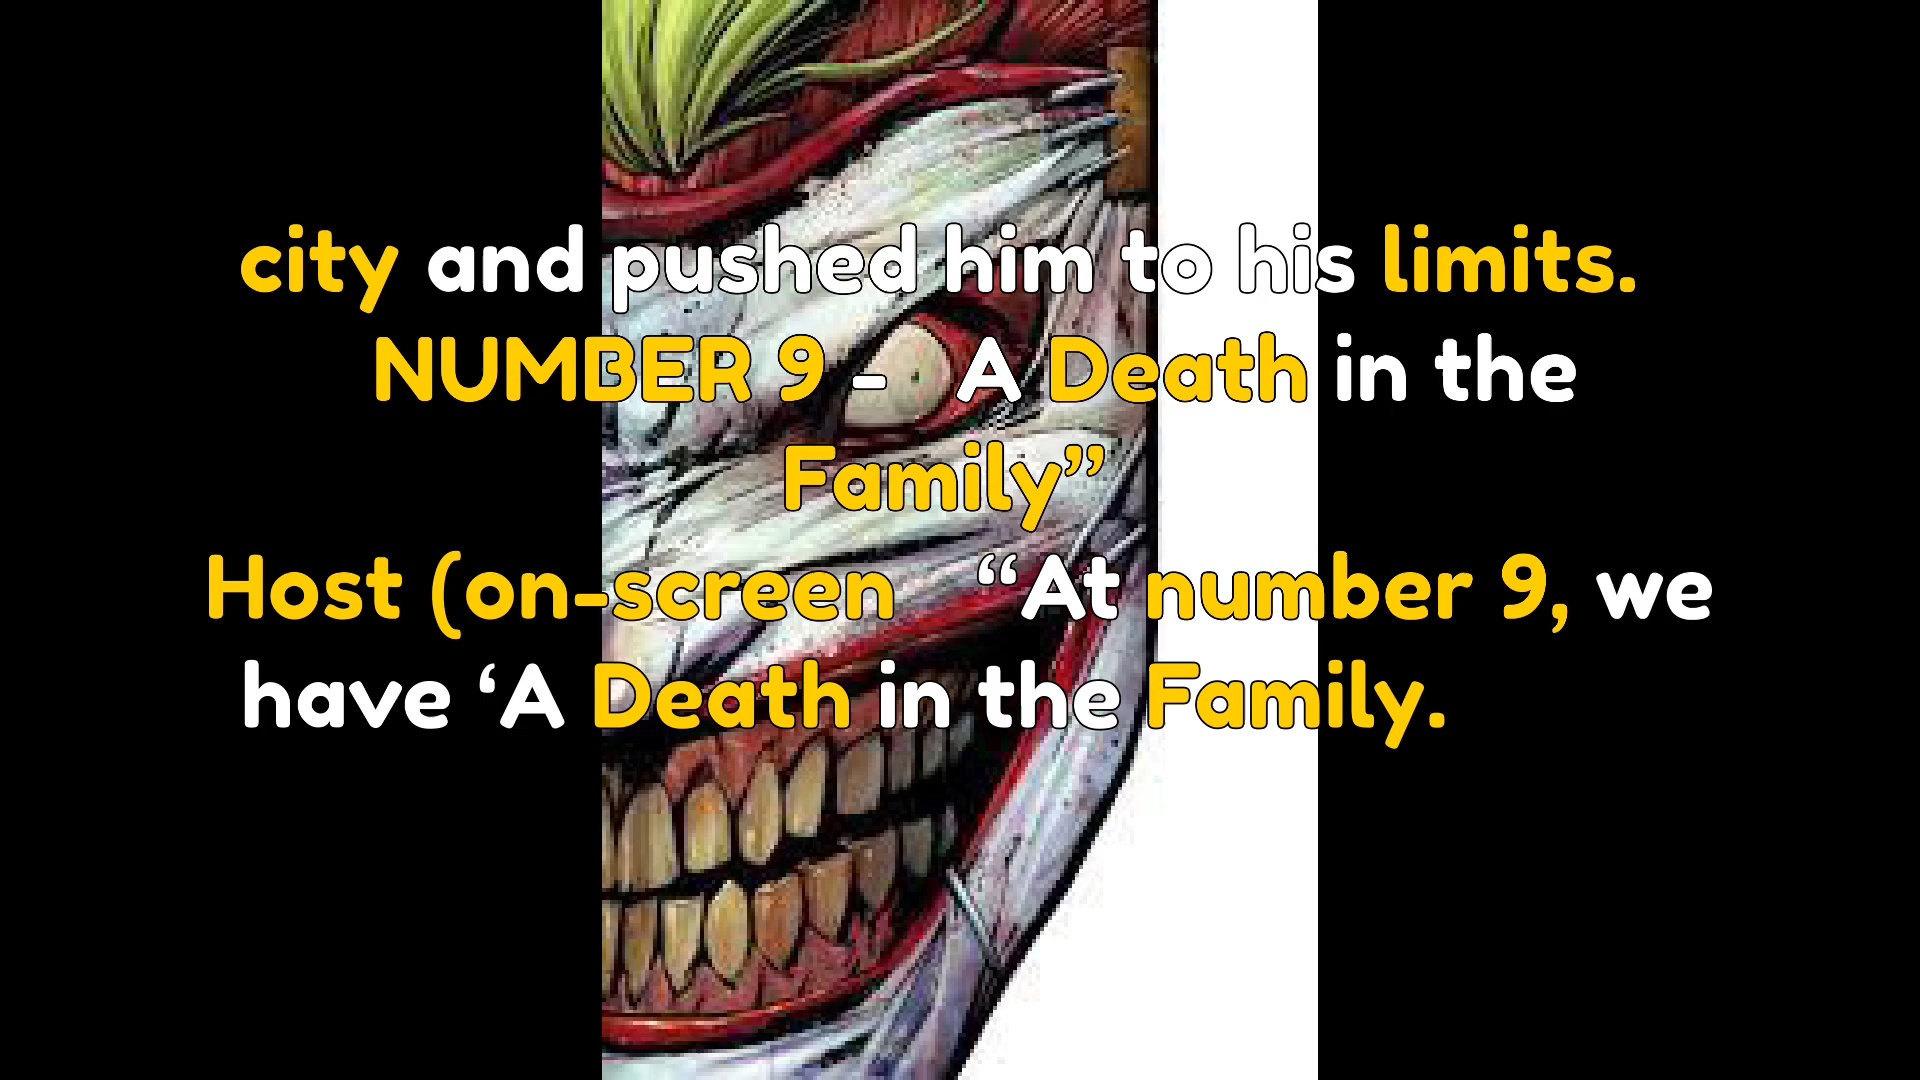 city and pushed him to his limits.
NUMBER 9 - A Death in the
Family”
Host (on-screen “At number 9, we
have ‘A Death in the Family.